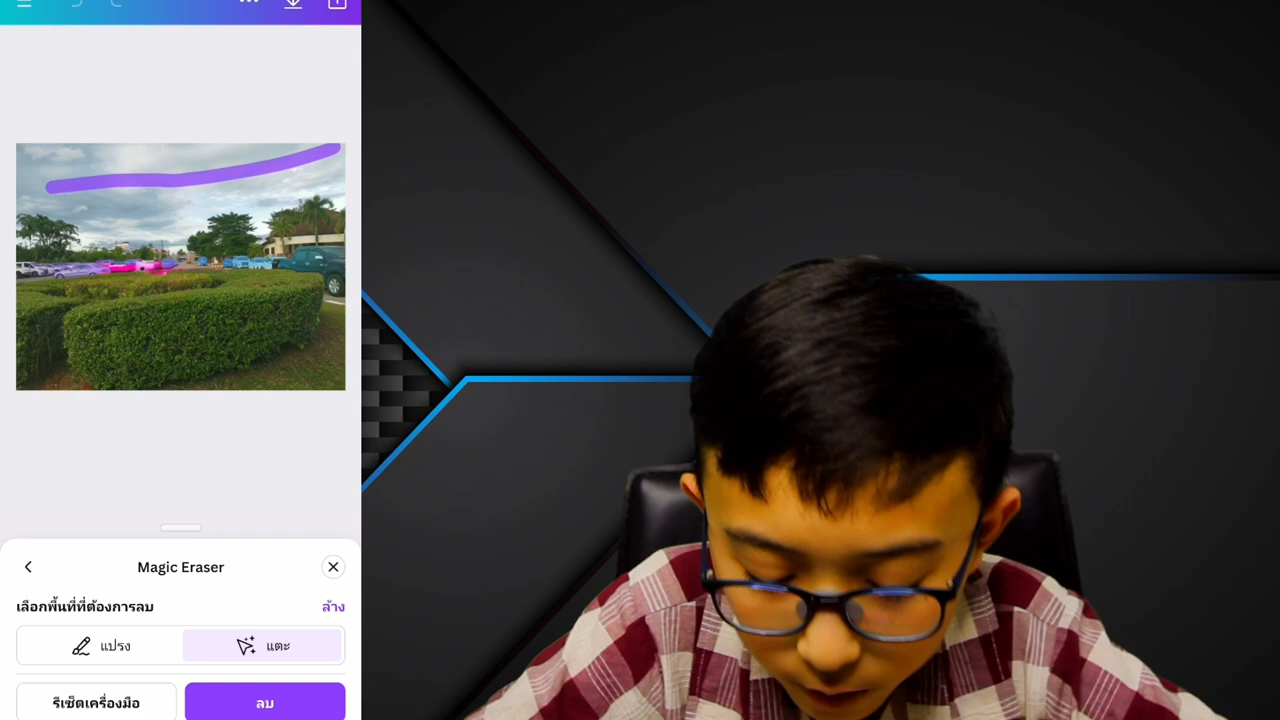 Magic Eraser
เลือกพื้นที่ที่ต้องการลบ ล้าง
แปรง แตะ
รีเซ็ตเครื่องมือ ลบ